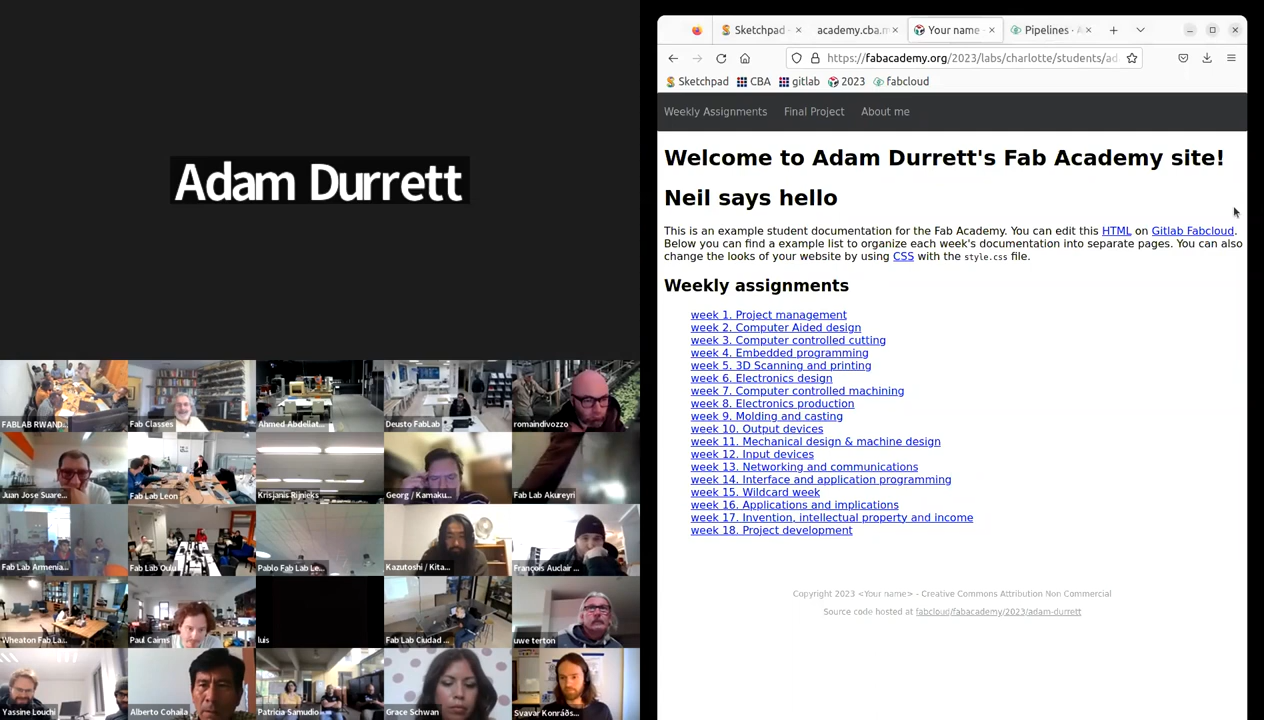 Adam Durrett
FABLAB RWAND...
Fab Classes
Ahmed Abdellat...
Deusto FabLab
romaindivozzo
Juan Jose Suare...
Fab Lab Leon
Krisjanis Rijnieks
Georg / Kamaku...
Fab Lab Akureyri
Fab Lab Armenia...
Fab Lab Oulu
Pablo Fab Lab Le...
Kazutoshi / Kita...
François Auclair ...
Wheaton Fab La...
Paul Cairns
luis
Fab Lab Ciudad ...
uwe terton
Yassine Louchi
Alberto Cohaila
Patricia Samudio
Grace Schwan
Svavar Konráðs...
Sketchpad
academy.cba.m
Your name -
Pipelines · A
https://fabacademy.org/2023/labs/charlotte/students/ad
Sketchpad CBA gitlab 2023 fabcloud
Weekly Assignments Final Project About me
Welcome to Adam Durrett's Fab Academy site!
Neil says hello
This is an example student documentation for the Fab Academy. You can edit this HTML on Gitlab Fabcloud.
Below you can find a example list to organize each week's documentation into separate pages. You can also
change the looks of your website by using CSS with the style.css file.
Weekly assignments
week 1. Project management
week 2. Computer Aided design
week 3. Computer controlled cutting
week 4. Embedded programming
week 5. 3D Scanning and printing
week 6. Electronics design
week 7. Computer controlled machining
week 8. Electronics production
week 9. Molding and casting
week 10. Output devices
week 11. Mechanical design & machine design
week 12. Input devices
week 13. Networking and communications
week 14. Interface and application programming
week 15. Wildcard week
week 16. Applications and implications
week 17. Invention, intellectual property and income
week 18. Project development
Copyright 2023 <Your name> - Creative Commons Attribution Non Commercial
Source code hosted at fabcloud/fabacademy/2023/adam-durrett